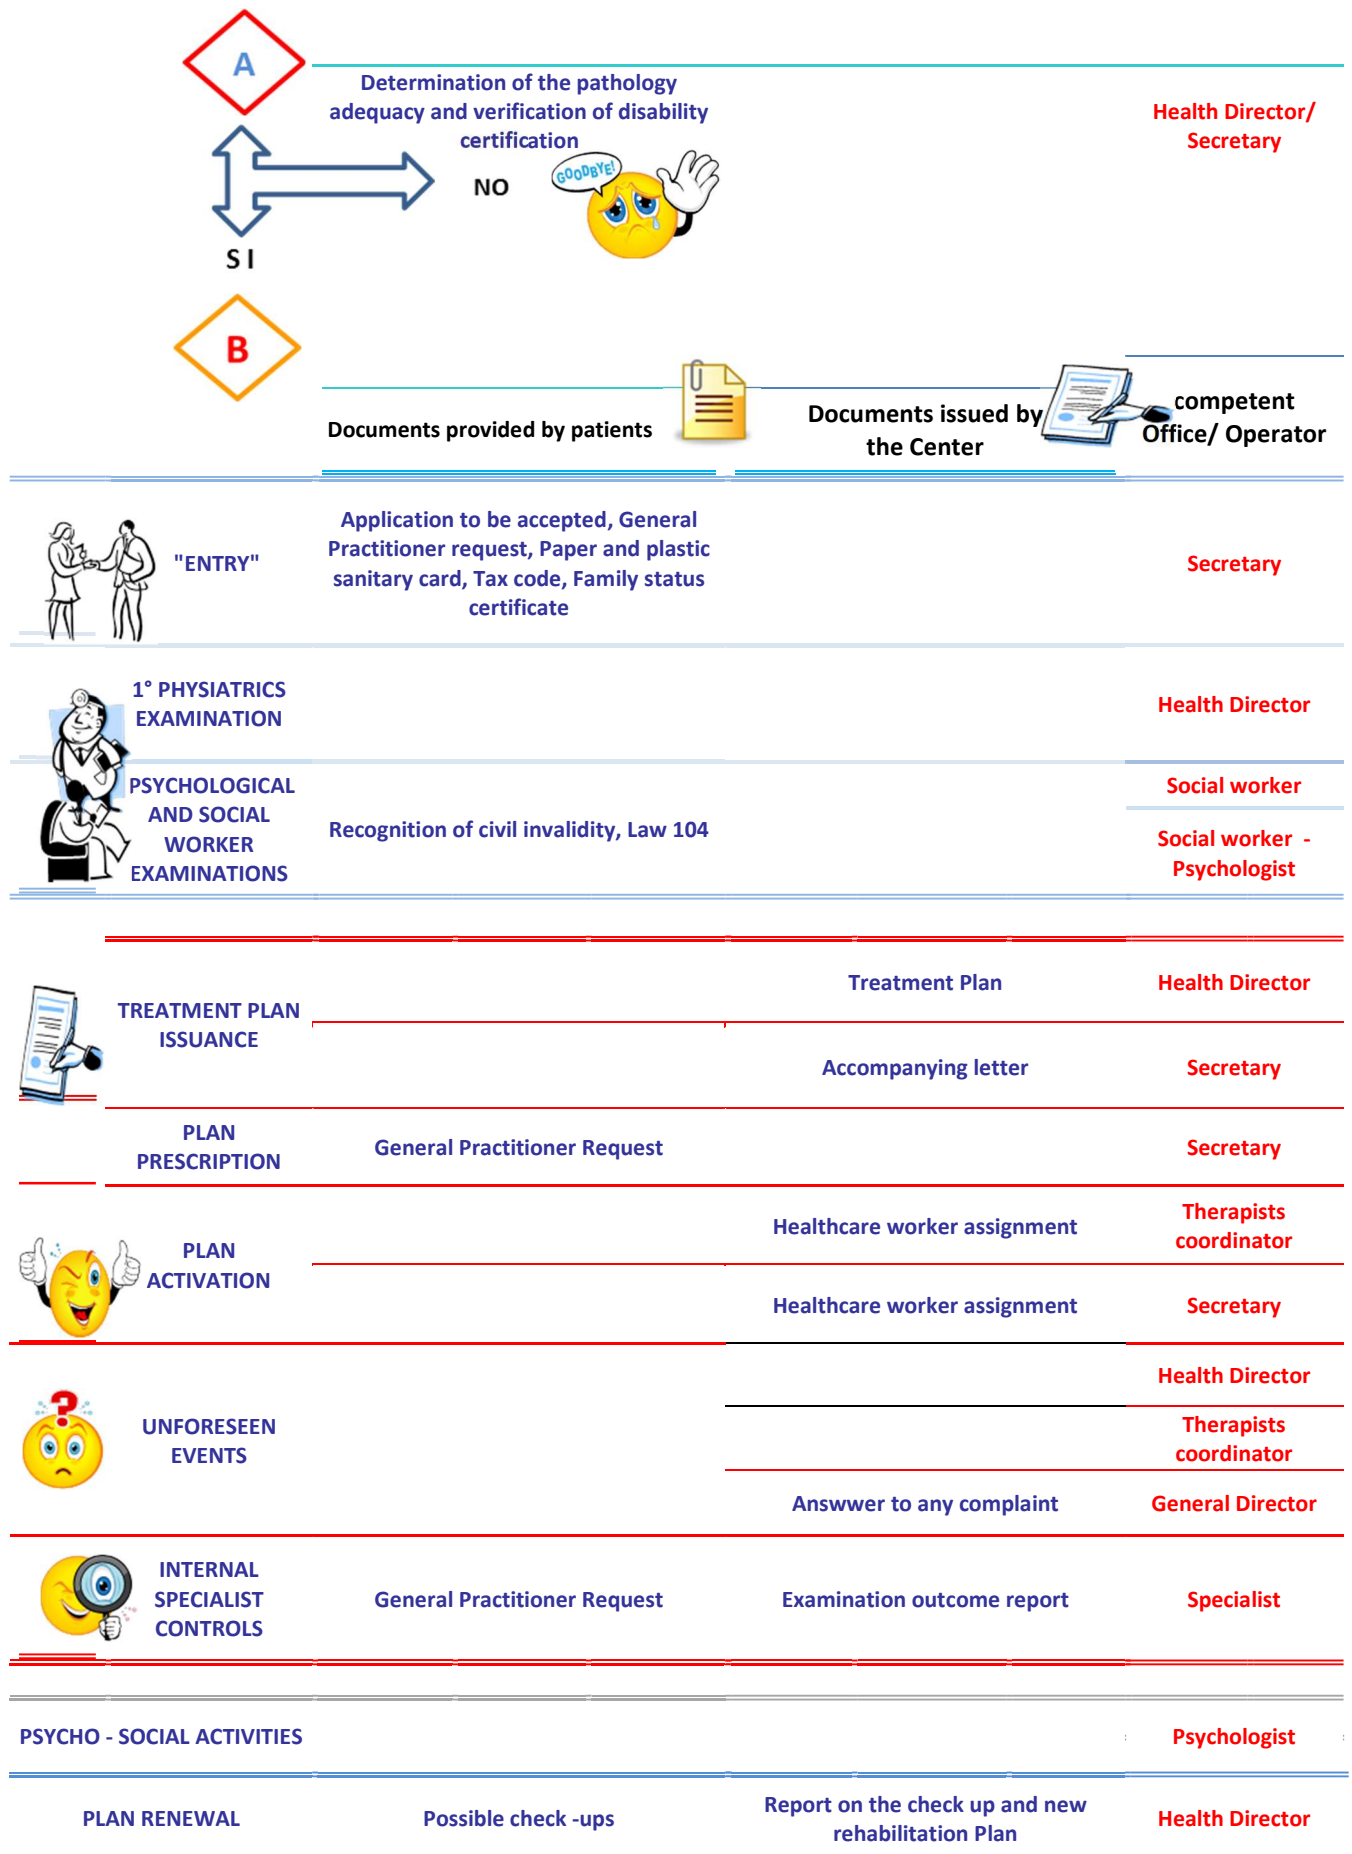 A
Determination of the pathology
adequacy and verification of disability
certification
Health Director/
Secretary
GOODBYE!
NO
S I
B
Documents provided by patients
Documents issued by
the Center
competent
Office/ Operator
"ENTRY"
Application to be accepted, General
Practitioner request, Paper and plastic
sanitary card, Tax code, Family status
certificate
Secretary
1° PHYSIATRICS
EXAMINATION
Health Director
PSYCHOLOGICAL
AND SOCIAL
WORKER
EXAMINATIONS
Recognition of civil invalidity, Law 104
Social worker
Social worker -
Psychologist
TREATMENT PLAN
ISSUANCE
Treatment Plan
Health Director
Accompanying letter
Secretary
PLAN
PRESCRIPTION
General Practitioner Request
Secretary
PLAN
ACTIVATION
Healthcare worker assignment
Therapists
coordinator
Healthcare worker assignment
Secretary
UNFORESEEN
EVENTS
Health Director
Therapists
coordinator
Answwer to any complaint
General Director
INTERNAL
SPECIALIST
CONTROLS
General Practitioner Request
Examination outcome report
Specialist
PSYCHO - SOCIAL ACTIVITIES
Psychologist
PLAN RENEWAL
Possible check -ups
Report on the check up and new
rehabilitation Plan
Health Director